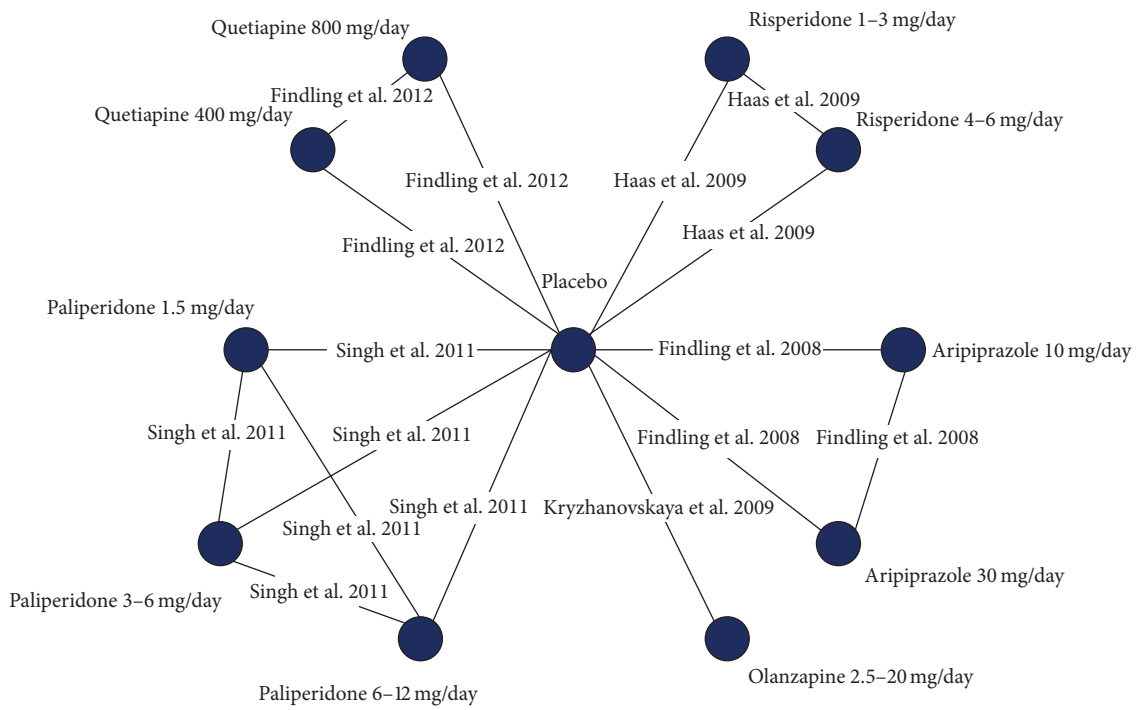 Quetiapine 800 mg/day
Risperidone 1–3 mg/day
Findling et al. 2012
Haas et al. 2009
Quetiapine 400 mg/day
Risperidone 4–6 mg/day
Findling et al. 2012
Haas et al. 2009
Findling et al. 2012
Haas et al. 2009
Placebo
Paliperidone 1.5 mg/day
Singh et al. 2011
Findling et al. 2008
Aripiprazole 10 mg/day
Singh et al. 2011
Singh et al. 2011
Findling et al. 2008
Findling et al. 2008
Singh et al. 2011
Kryzhanovskaya et al. 2009
Singh et al. 2011
Aripiprazole 30 mg/day
Singh et al. 2011
Paliperidone 3–6 mg/day
Olanzapine 2.5–20 mg/day
Paliperidone 6–12 mg/day